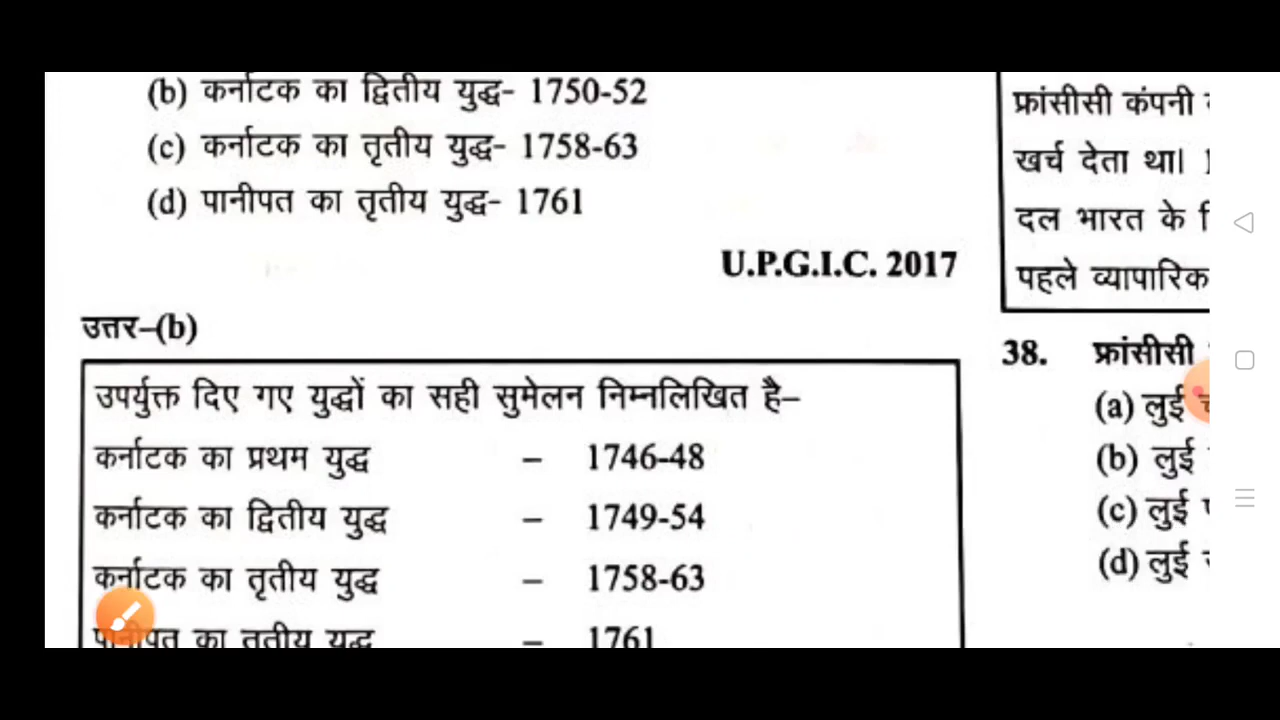 (b) कर्नाटक का द्वितीय युद्ध- 1750-52
(c) कर्नाटक का तृतीय युद्ध- 1758-63
(d) पानीपत का तृतीय युद्ध- 1761
U.P.G.I.C. 2017
उत्तर–(b)
उपर्युक्त दिए गए युद्धों का सही सुमेलन निम्नलिखित है–
कर्नाटक का प्रथम युद्ध – 1746-48
कर्नाटक का द्वितीय युद्ध – 1749-54
कर्नाटक का तृतीय युद्ध – 1758-63
पानीपत का तृतीय युद्ध – 1761
फ्रांसीसी कंपनी
खर्च देता था।
दल भारत के
पहले व्यापारिक
38. फ्रांसीसी
(a) लुई
(b) लुई
(c) लुई
(d) लुई